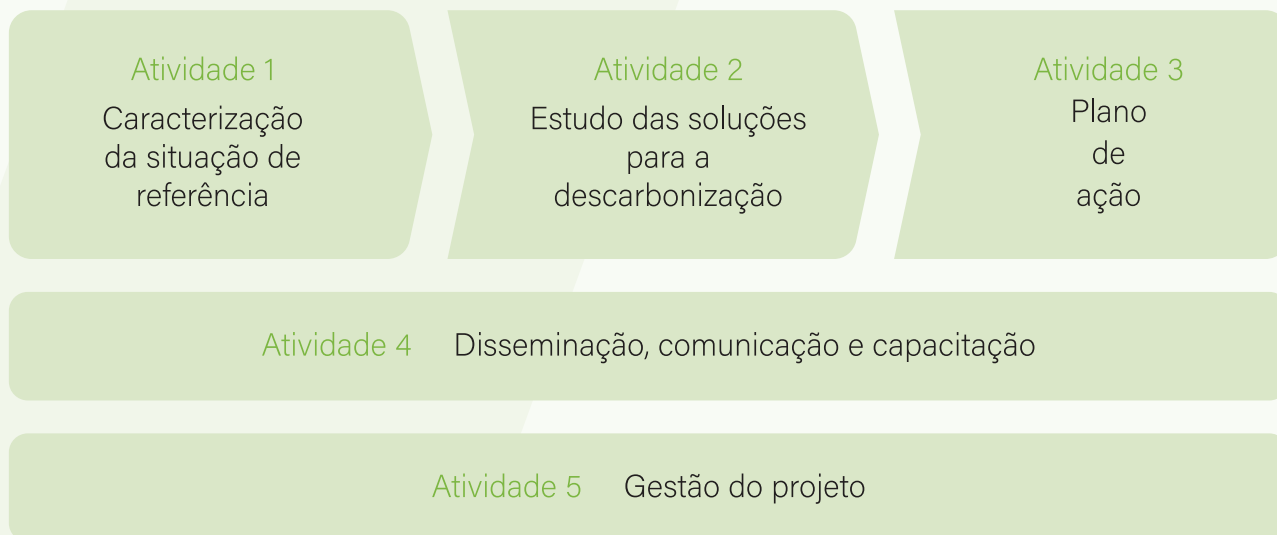 Atividade 1
Caracterização
da situação de
referência
Atividade 2
Estudo das soluções
para a
descarbonização
Atividade 3
Plano
de
ação
Atividade 4 Disseminação, comunicação e capacitação
Atividade 5 Gestão do projeto